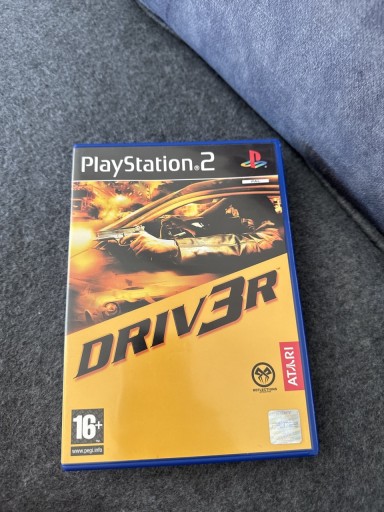 PlayStation.2
DRIV3R
REFLECTIONS
ATARI
16+
www.pegi.info